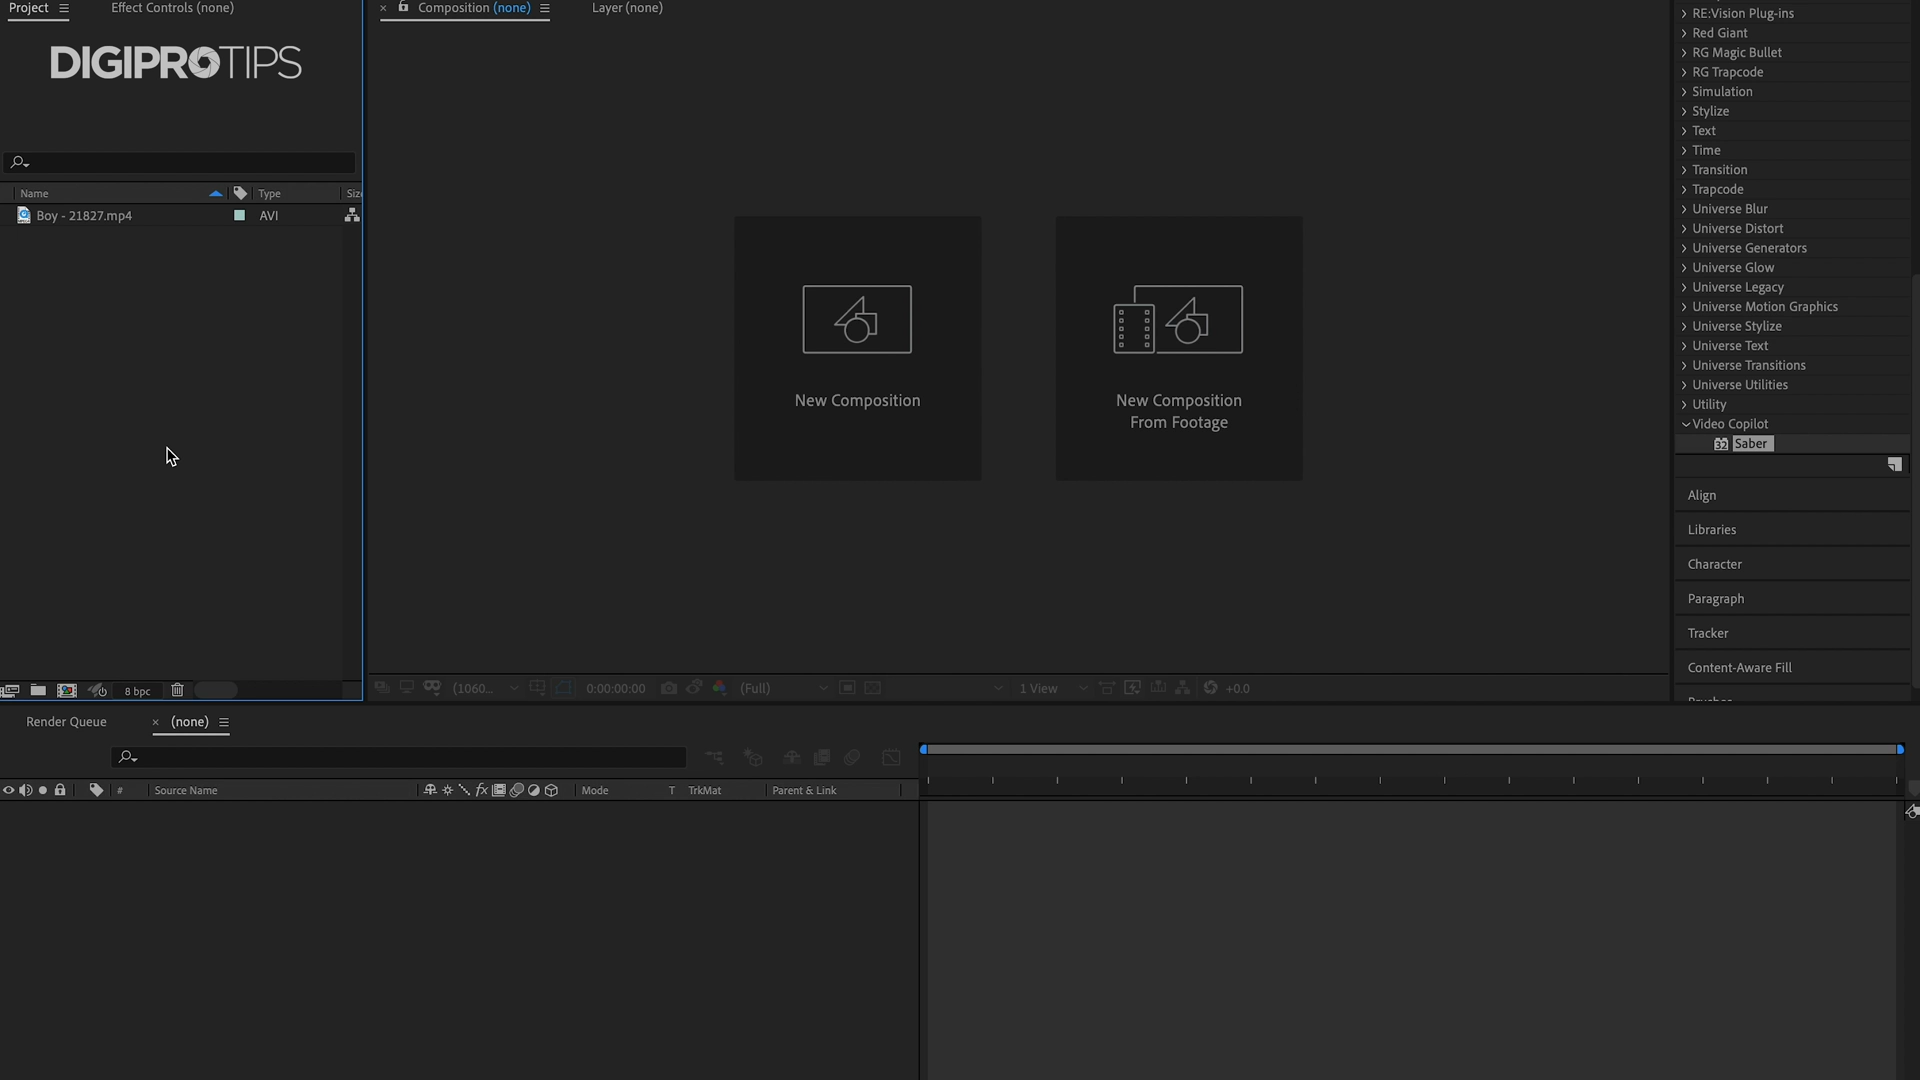 Project
Effect Controls (none)
Composition (none)
Layer (none)
DIGIPROTIPS
Name
Type
Siz
Boy - 21827.mp4
AVI
New Composition
New Composition
From Footage
8 bpc
(1060...
0:00:00:00
(Full)
1 View
+0.0
RE:Vision Plug-ins
Red Giant
RG Magic Bullet
RG Trapcode
Simulation
Stylize
Text
Time
Transition
Trapcode
Universe Blur
Universe Distort
Universe Generators
Universe Glow
Universe Legacy
Universe Motion Graphics
Universe Stylize
Universe Text
Universe Transitions
Universe Utilities
Utility
Video Copilot
32 Saber
Align
Libraries
Character
Paragraph
Tracker
Content-Aware Fill
Render Queue
(none)
#
Source Name
fx
Mode
T
TrkMat
Parent & Link